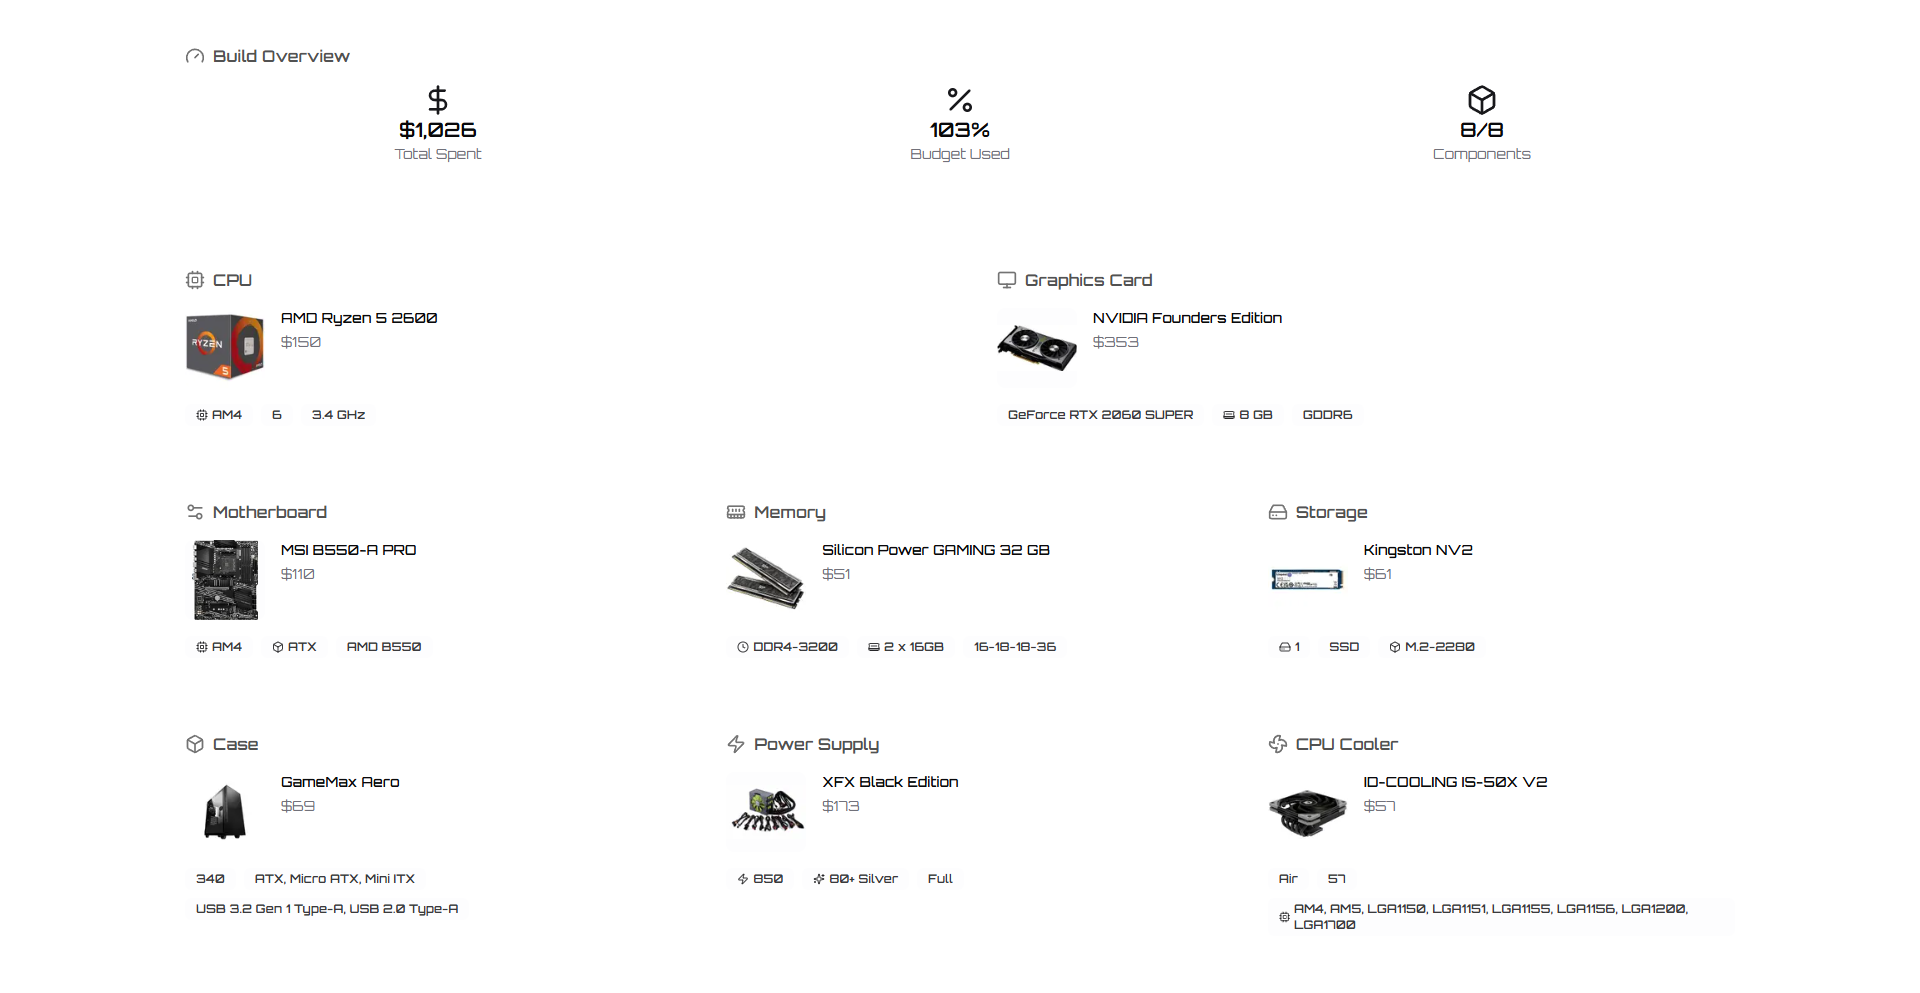 Build Overview
$1,026
Total Spent
103%
Budget Used
8/8
Components
CPU
AMD Ryzen 5 2600
$150
RYZEN
5
AM4
6
3.4 GHz
Graphics Card
NVIDIA Founders Edition
$353
GeForce RTX 2060 SUPER
8 GB
GDDR6
Motherboard
MSI B550-A PRO
$110
AM4
ATX
AMD B550
Memory
Silicon Power GAMING 32 GB
$51
DDR4-3200
2 x 16GB
16-18-18-36
Storage
Kingston NV2
$61
1
SSD
M.2-2280
Case
GameMax Aero
$69
340
ATX, Micro ATX, Mini ITX
USB 3.2 Gen 1 Type-A, USB 2.0 Type-A
Power Supply
XFX Black Edition
$173
850
80+ Silver
Full
CPU Cooler
ID-COOLING IS-50X V2
$57
Air
57
AM4, AM5, LGA1150, LGA1151, LGA1155, LGA1156, LGA1200,
LGA1700